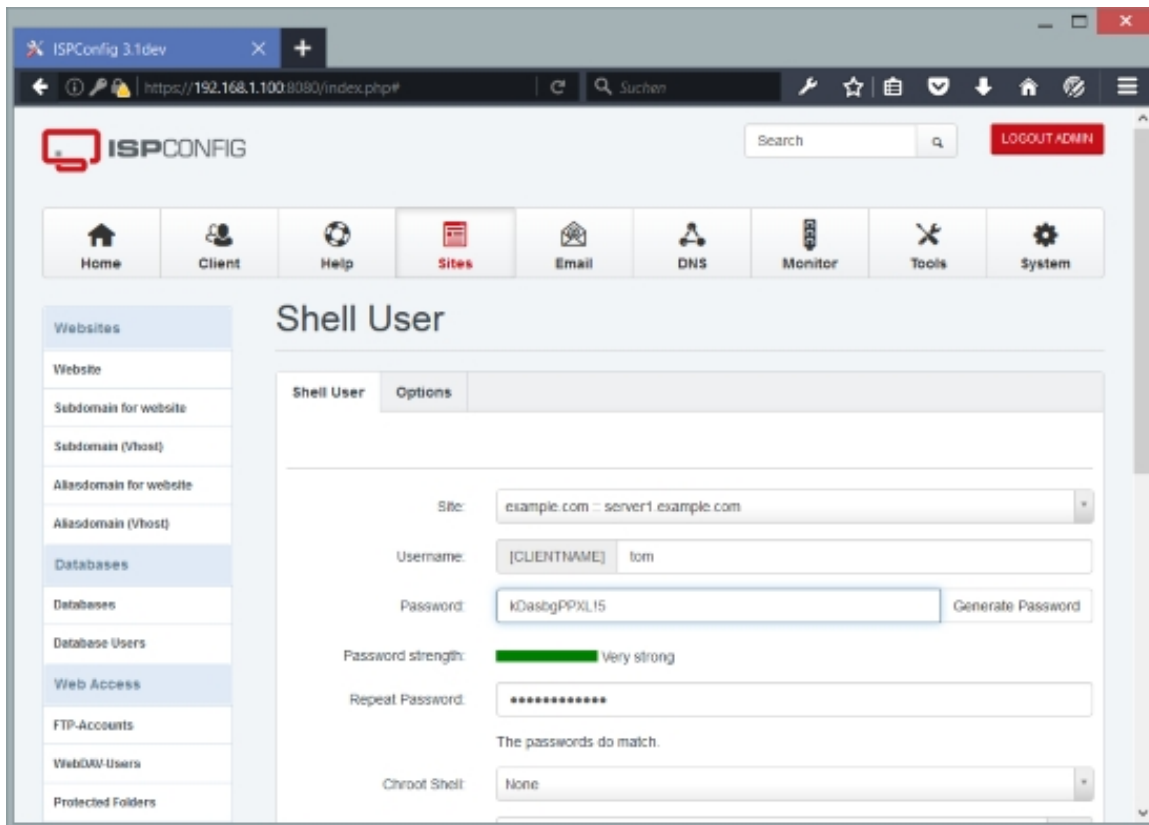 ISPConfig 3.1dev
https://192.168.1.100:8080/index.php#
Suchen
ISPCONFIG
Search
LOGOUT ADMIN
Home
Client
Help
Sites
Email
DNS
Monitor
Tools
System
Websites
Website
Subdomain for website
Subdomain (Vhost)
Aliasdomain for website
Aliasdomain (Vhost)
Databases
Databases
Database Users
Web Access
FTP-Accounts
WebDAV-Users
Protected Folders
Shell User
Shell User Options
Site: example.com :: server1.example.com
Username: [CLIENTNAME] tom
Password: kDasbgPPXL!5 Generate Password
Password strength: Very strong
Repeat Password: ••••••••••••
The passwords do match.
Chroot Shell: None